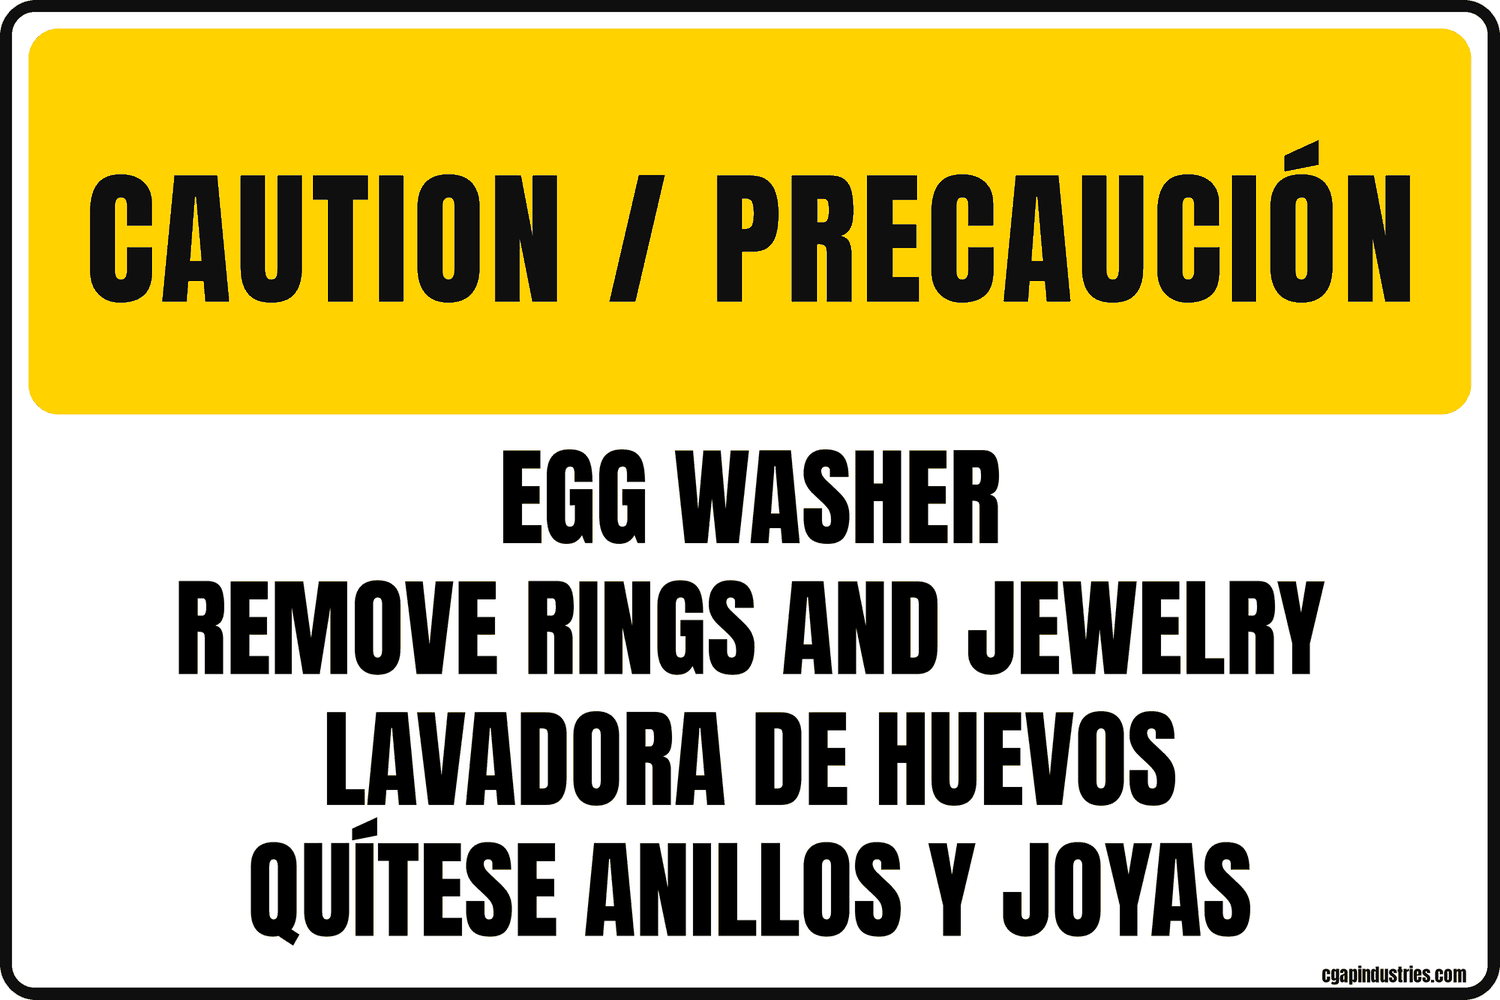 CAUTION / PRECAUCIÓN
EGG WASHER
REMOVE RINGS AND JEWELRY
LAVADORA DE HUEVOS
QUÍTESE ANILLOS Y JOYAS
cgapindustries.com